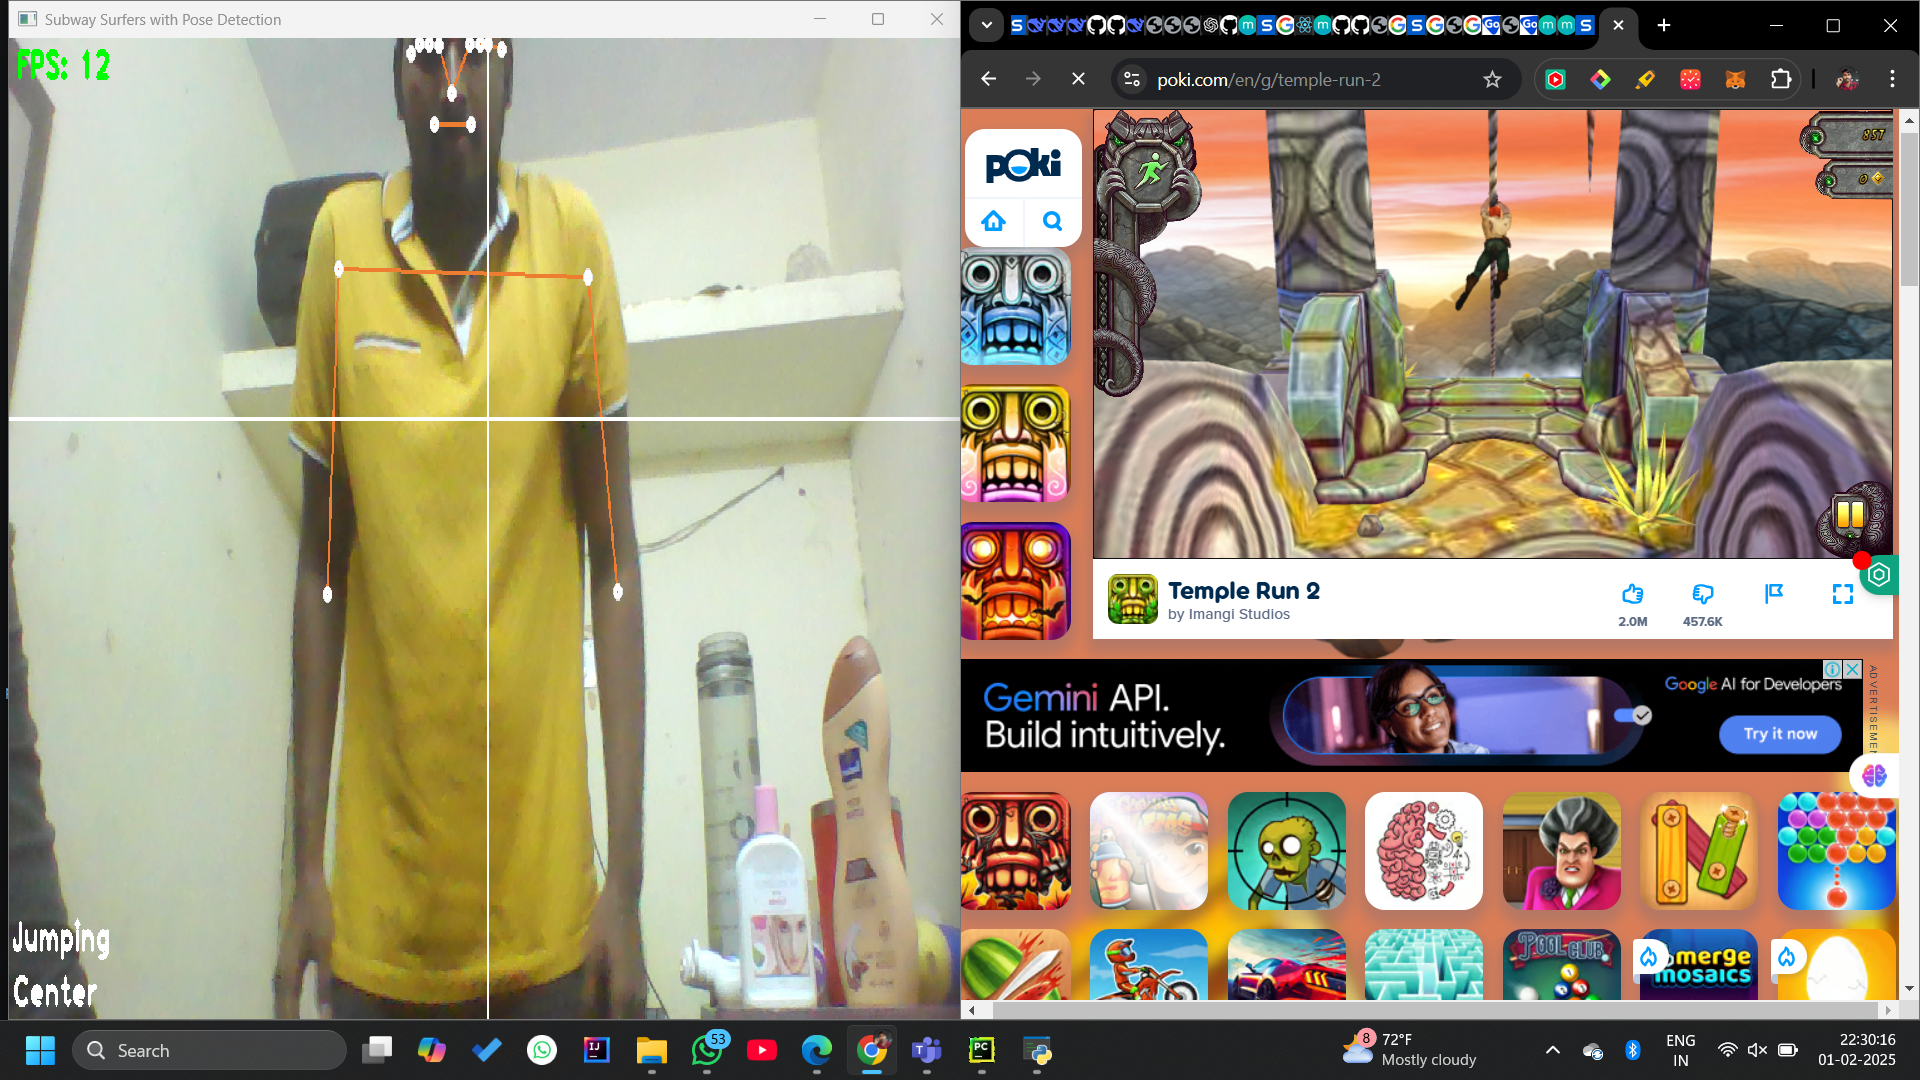 Subway Surfers with Pose Detection
FPS: 12
Jumping
Center
poki.com/en/g/temple-run-2
poki
857
0
Temple Run 2
by Imangi Studios
2.0M
457.6K
Gemini API.
Build intuitively.
Google AI for Developers
Try it now
ADVERTISEMEN
POOL CLUB
merge
mosaics
Search
53
8
72°F
Mostly cloudy
ENG
IN
22:30:16
01-02-2025